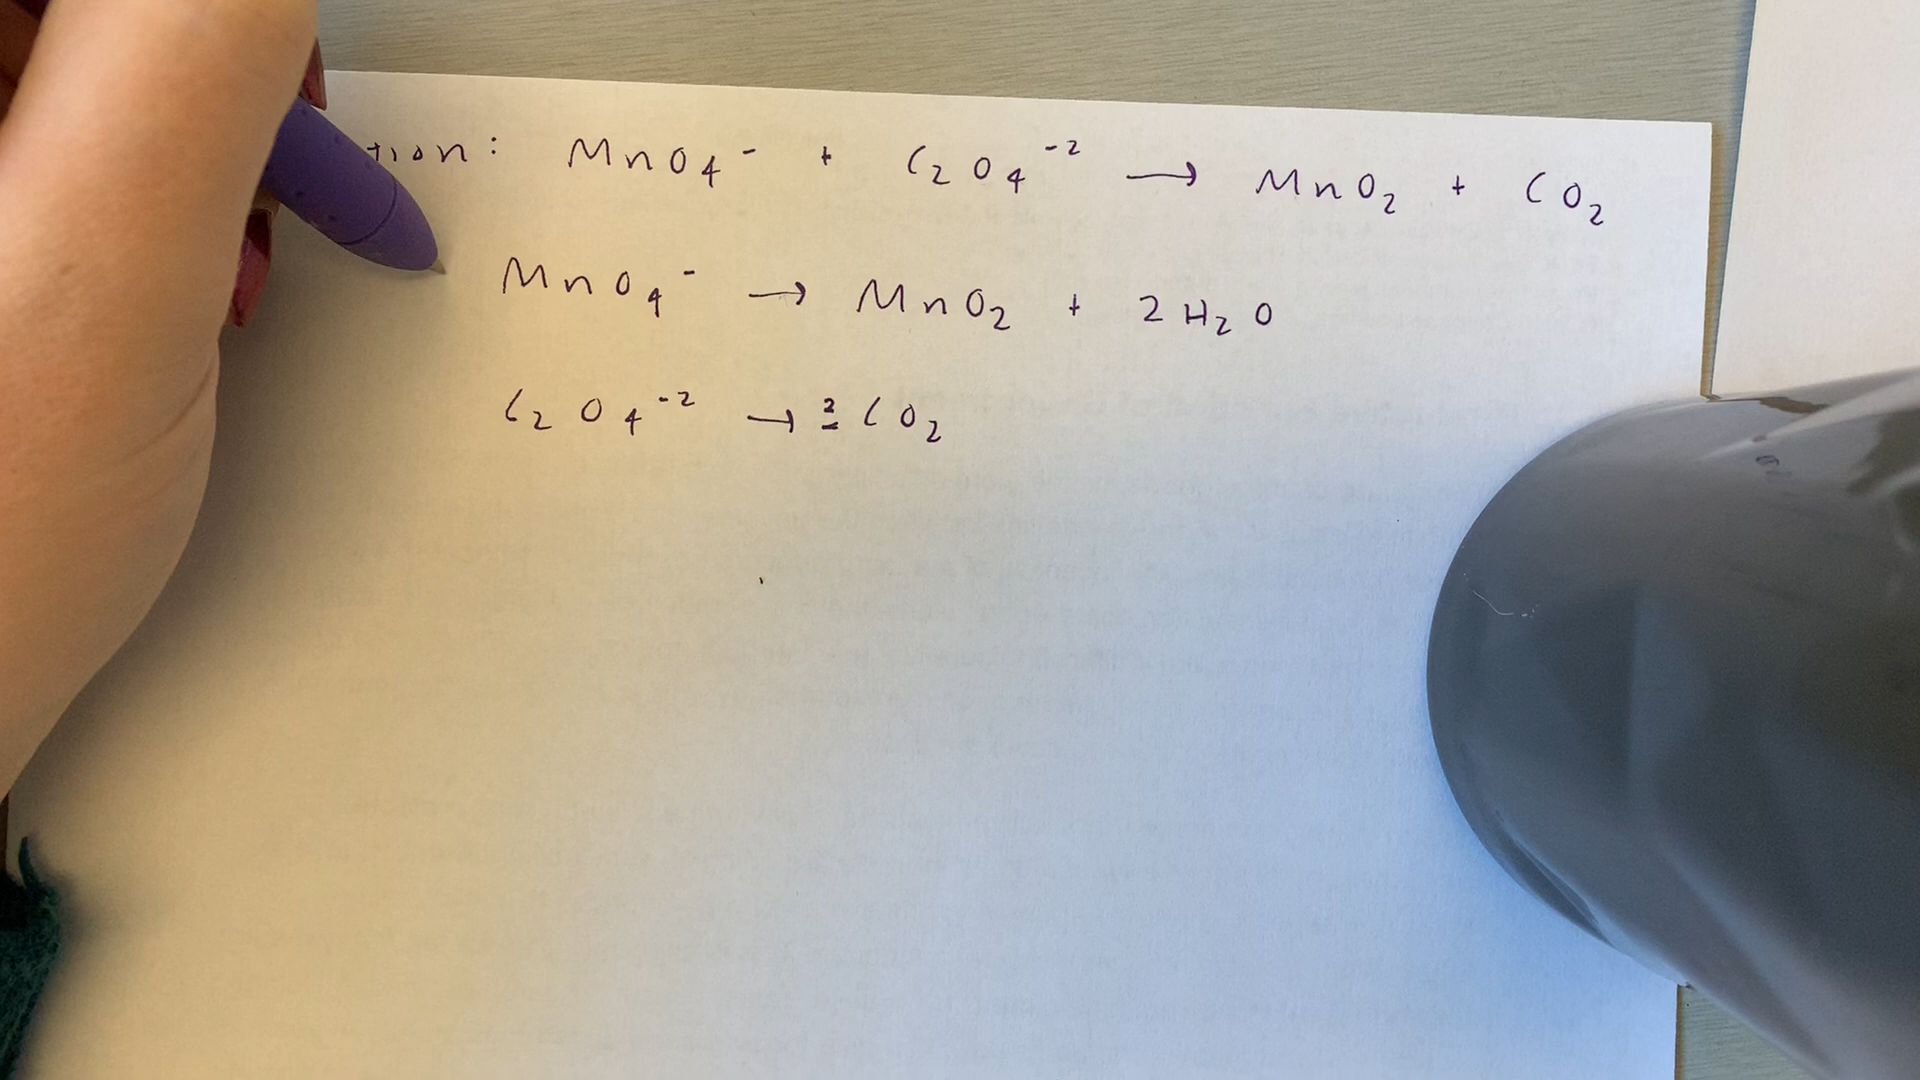 tion: MnO₄⁻ + C₂O₄⁻² → MnO₂ + CO₂
MnO₄⁻ → MnO₂ + 2H₂O
C₂O₄⁻² → 2CO₂